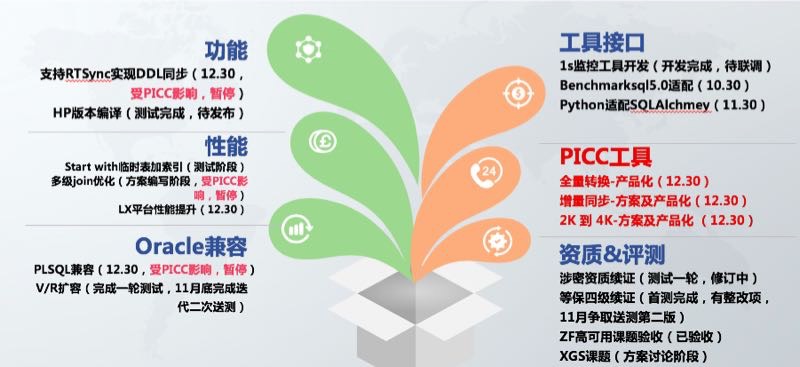 功能
支持RTSync实现DDL同步（12.30，
受PICC影响，暂停）
HP版本编译（测试完成，待发布）
性能
Start with临时表加索引（测试阶段）
多级join优化（方案编写阶段，受PICC影
响，暂停）
LX平台性能提升（12.30）
Oracle兼容
PLSQL兼容（12.30，受PICC影响，暂停）
V/R扩容（完成一轮测试，11月底完成迭
代二次送测）
24
工具接口
1s监控工具开发（开发完成，待联调）
Benchmarksql5.0适配（10.30）
Python适配SQLAlchmey（11.30）
PICC工具
全量转换-产品化（12.30）
增量同步-方案及产品化（12.30）
2K 到 4K-方案及产品化 （12.30）
资质&评测
涉密资质续证（测试一轮，修订中）
等保四级续证（首测完成，有整改项，
11月争取送测第二版）
ZF高可用课题验收（已验收）
XGS课题（方案讨论阶段）